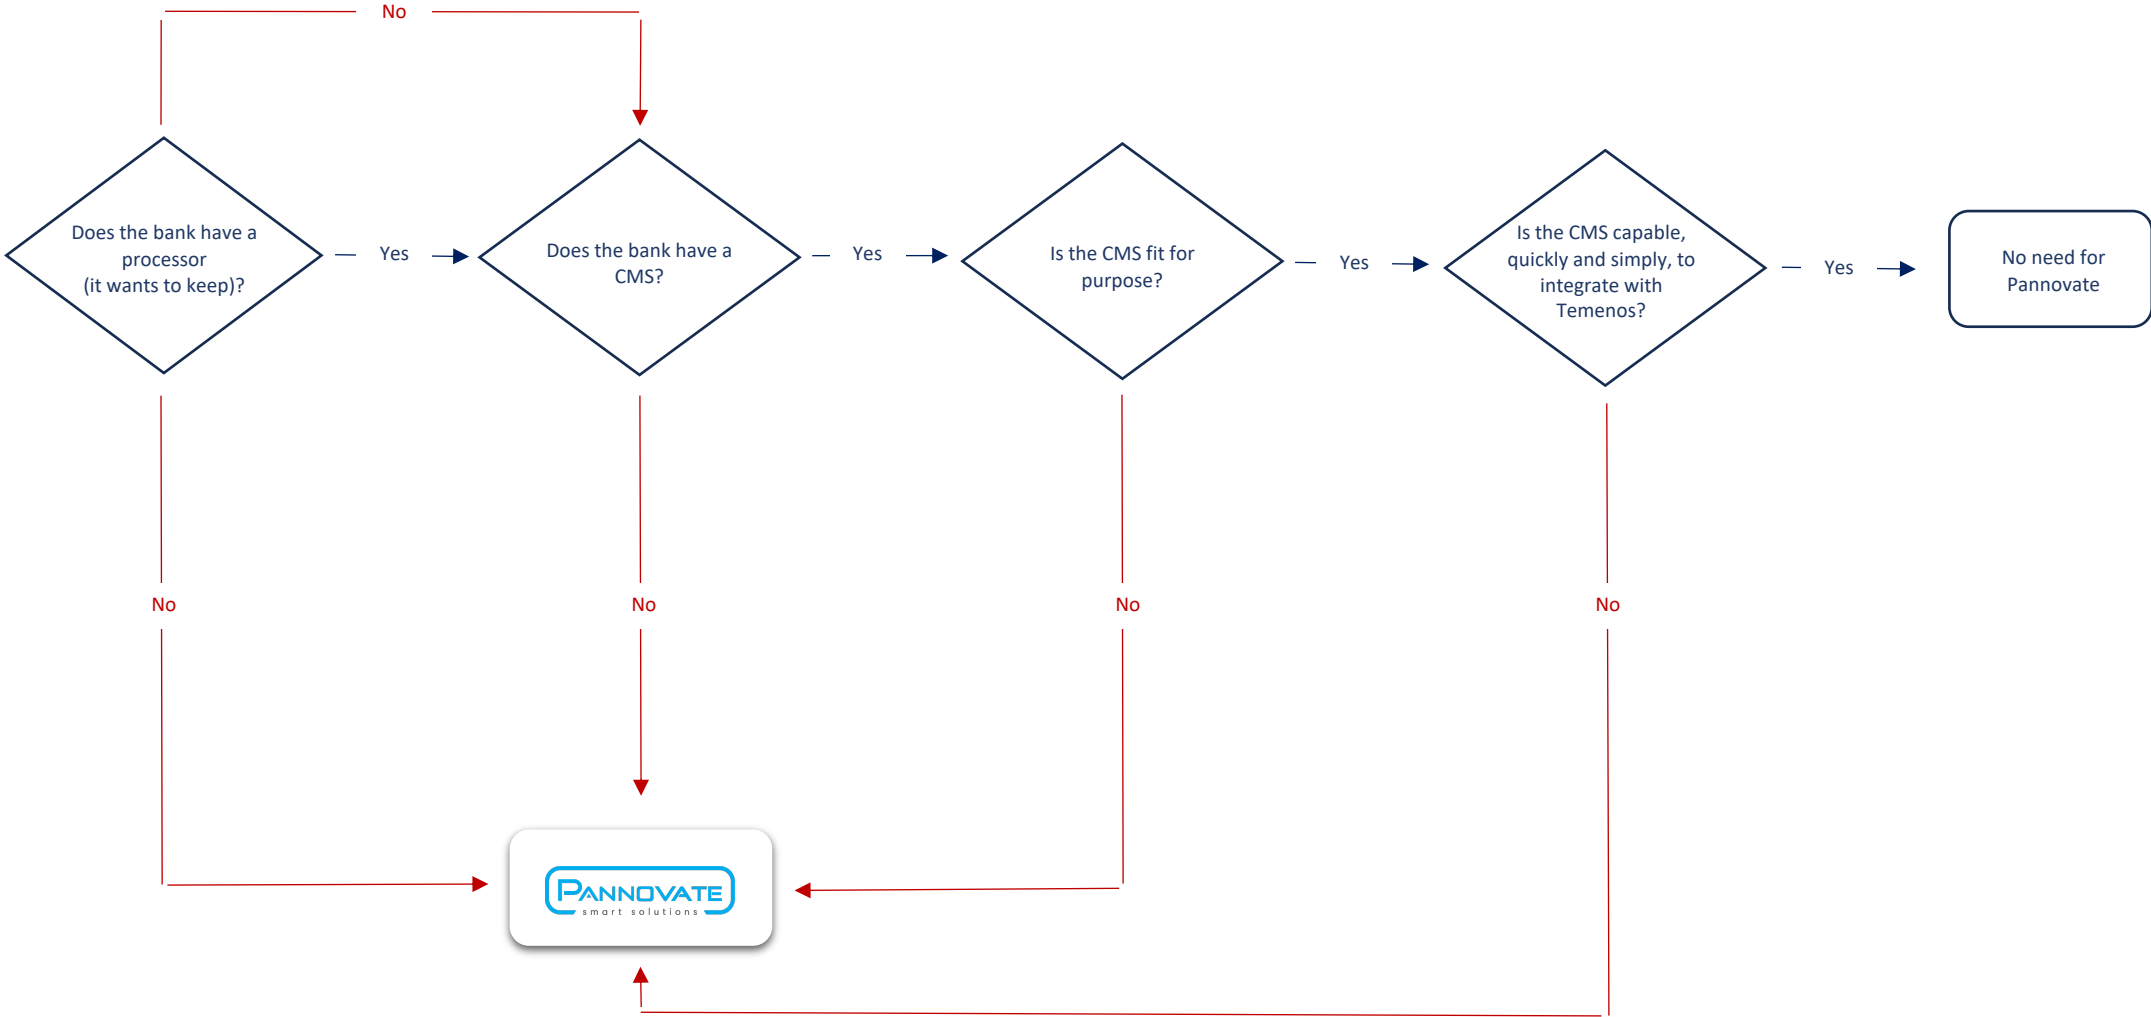 No
Does the bank have a
processor
(it wants to keep)?
Yes
Does the bank have a
CMS?
Yes
Is the CMS fit for
purpose?
Yes
Is the CMS capable,
quickly and simply, to
integrate with
Temenos?
Yes
No need for
Pannovate
No
No
No
No
PANNOVATE
smart solutions